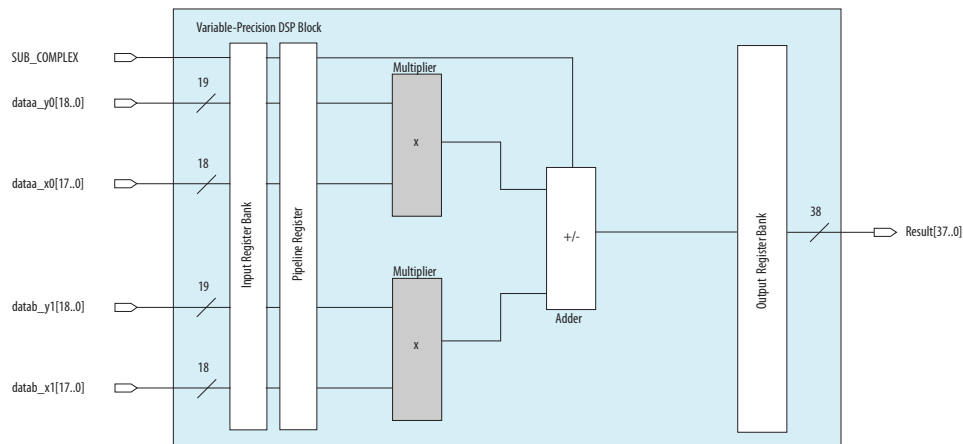 Variable-Precision DSP Block
SUB_COMPLEX
Multiplier
19
dataa_y0[18..0]
x
18
dataa_x0[17..0]
Input Register Bank
Pipeline Register
+/-
Adder
Output Register Bank
38
Result[37..0]
Multiplier
19
datab_y1[18..0]
x
18
datab_x1[17..0]